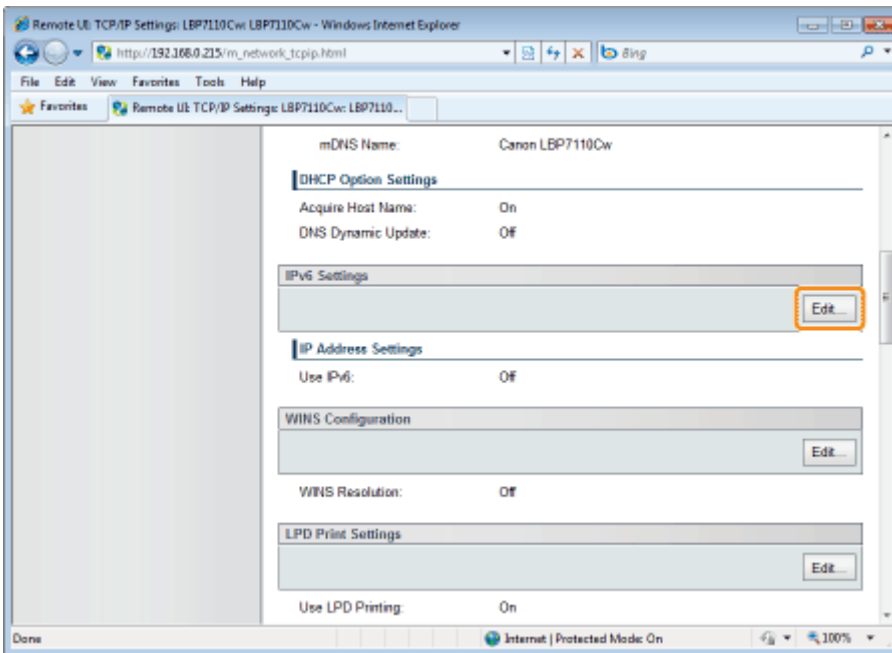 Remote UI: TCP/IP Settings: LBP7110Cw: LBP7110Cw - Windows Internet Explorer
http://192.168.0.215/m_network_tcpip.html
Bing
File Edit View Favorites Tools Help
Favorites Remote UI: TCP/IP Settings: LBP7110Cw: LBP7110...
mDNS Name: Canon LBP7110Cw
DHCP Option Settings
Acquire Host Name: On
DNS Dynamic Update: Off
IPv6 Settings
Edit...
IP Address Settings
Use IPv6: Off
WINS Configuration
Edit...
WINS Resolution: Off
LPD Print Settings
Edit...
Use LPD Printing: On
Done Internet | Protected Mode: On 100%